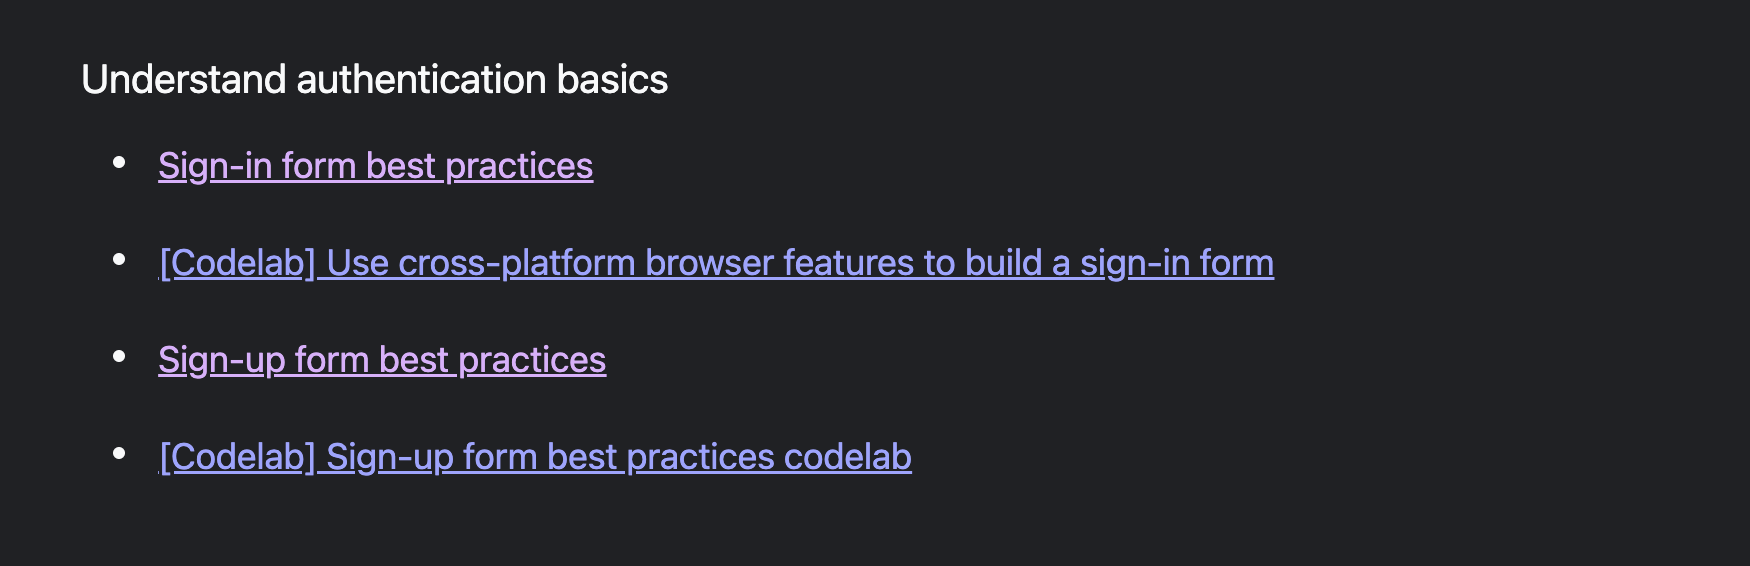 Understand authentication basics
Sign-in form best practices
[Codelab] Use cross-platform browser features to build a sign-in form
Sign-up form best practices
[Codelab] Sign-up form best practices codelab